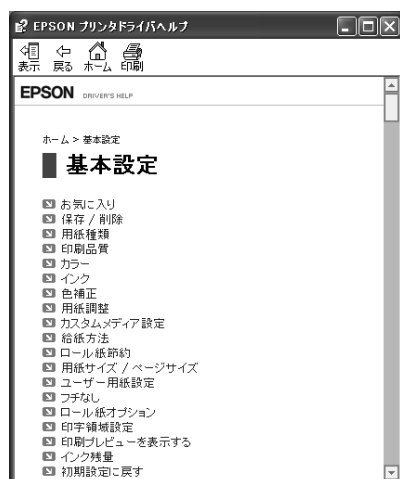 EPSON プリンタドライバヘルプ
表示 戻る ホーム 印刷
EPSON DRIVER'S HELP
ホーム > 基本設定
基本設定
お気に入り
保存 / 削除
用紙種類
印刷品質
カラー
インク
色補正
用紙調整
カスタムメディア設定
給紙方法
ロール紙節約
用紙サイズ / ページサイズ
ユーザー用紙設定
フチなし
ロール紙オプション
印字領域設定
印刷プレビューを表示する
インク残量
初期設定に戻す